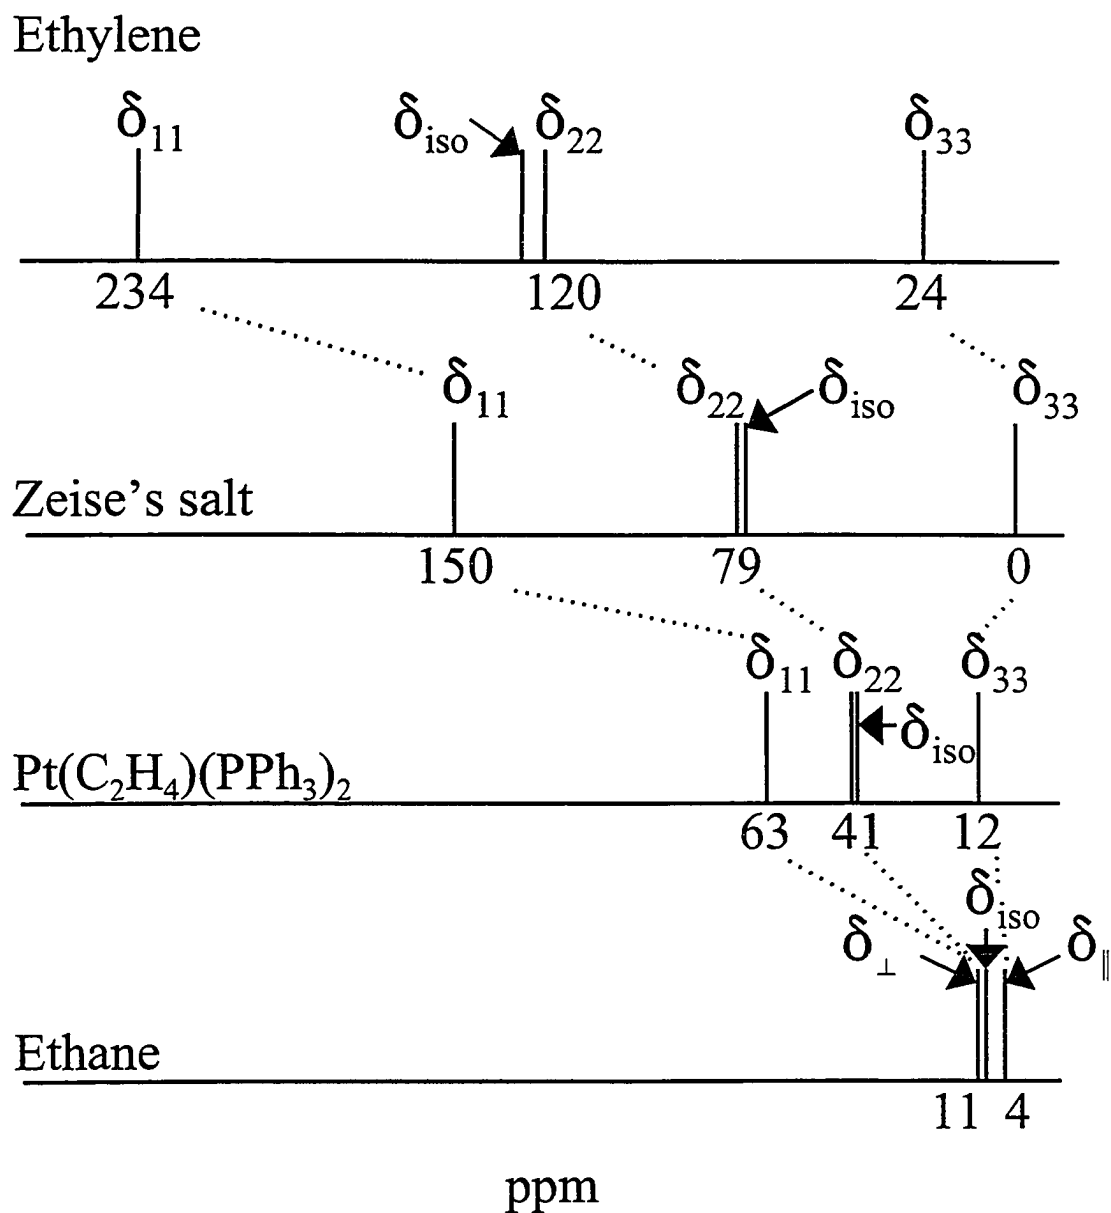 Ethylene
δ₁₁ δᵢₛₒ δ₂₂ δ₃₃
234 120 24
δ₁₁ δ₂₂ δᵢₛₒ δ₃₃
Zeise's salt
150 79 0
δ₁₁ δ₂₂ δ₃₃
δᵢₛₒ
Pt(C₂H₄)(PPh₃)₂
63 41 12
δᵢₛₒ
δ⊥ δ∥
Ethane
11 4
ppm